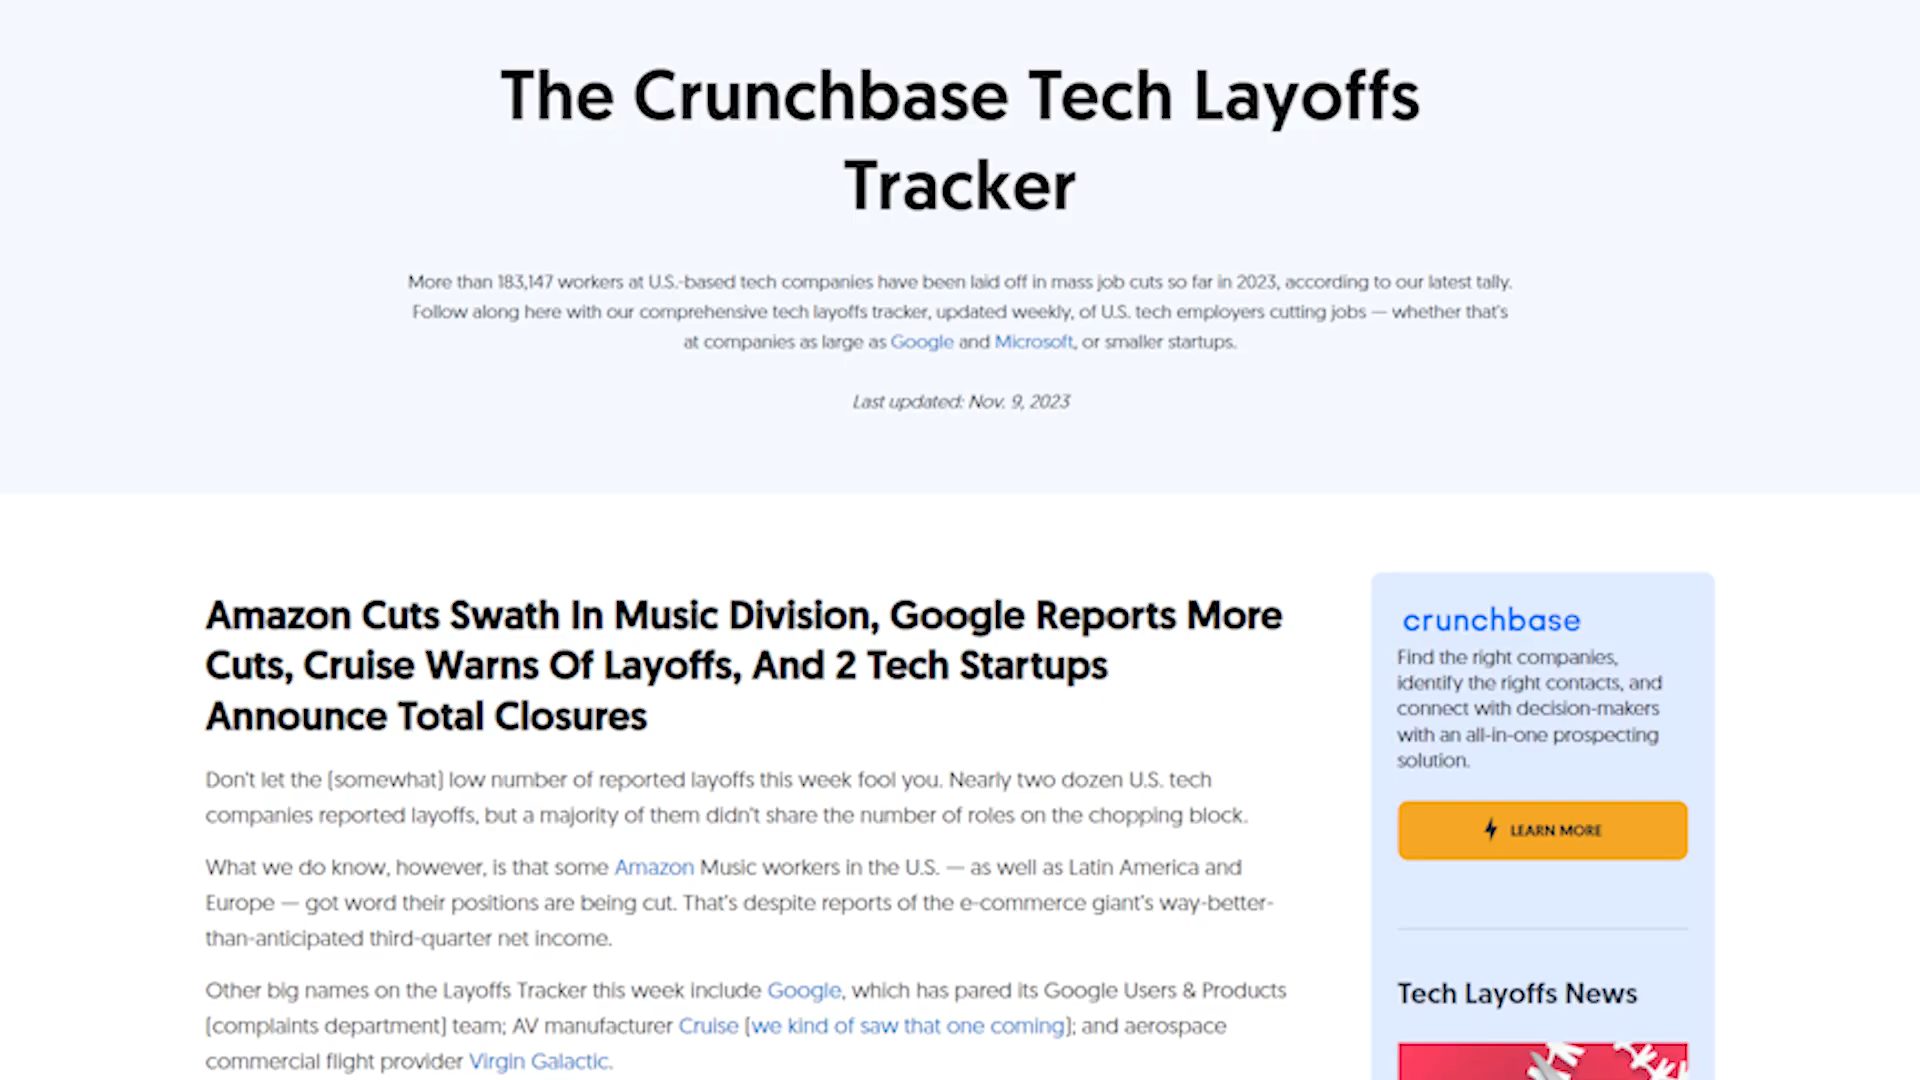 The Crunchbase Tech Layoffs
Tracker
More than 183,147 workers at U.S.-based tech companies have been laid off in mass job cuts so far in 2023, according to our latest tally.
Follow along here with our comprehensive tech layoffs tracker, updated weekly, of U.S. tech employers cutting jobs — whether that's
at companies as large as Google and Microsoft, or smaller startups.
Last updated: Nov. 9, 2023
Amazon Cuts Swath In Music Division, Google Reports More
Cuts, Cruise Warns Of Layoffs, And 2 Tech Startups
Announce Total Closures
Don't let the (somewhat) low number of reported layoffs this week fool you. Nearly two dozen U.S. tech
companies reported layoffs, but a majority of them didn't share the number of roles on the chopping block.
What we do know, however, is that some Amazon Music workers in the U.S. — as well as Latin America and
Europe — got word their positions are being cut. That's despite reports of the e-commerce giant's way-better-
than-anticipated third-quarter net income.
Other big names on the Layoffs Tracker this week include Google, which has pared its Google Users & Products
(complaints department) team; AV manufacturer Cruise (we kind of saw that one coming); and aerospace
commercial flight provider Virgin Galactic.
crunchbase
Find the right companies,
identify the right contacts, and
connect with decision-makers
with an all-in-one prospecting
solution.
LEARN MORE
Tech Layoffs News